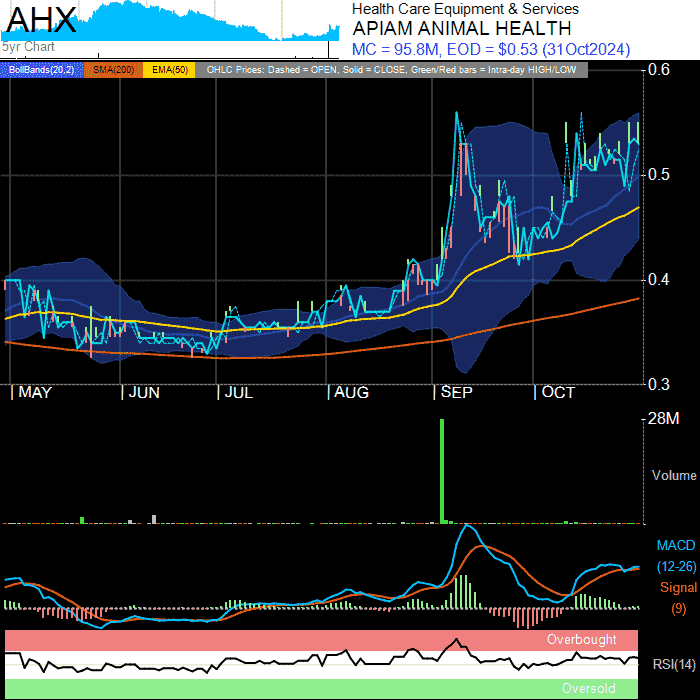 AHX
5yr Chart
Health Care Equipment & Services
APIAM ANIMAL HEALTH
MC = 95.8M, EOD = $0.53 (31Oct2024)
BollBands(20,2) SMA(200) EMA(50) OHLC Prices: Dashed = OPEN, Solid = CLOSE, Green/Red bars = Intra-day HIGH/LOW
0.6
0.5
0.4
0.3
| MAY | JUN | JUL | AUG | SEP | OCT
28M
Volume
MACD
(12-26)
Signal
(9)
Overbought
RSI(14)
Oversold